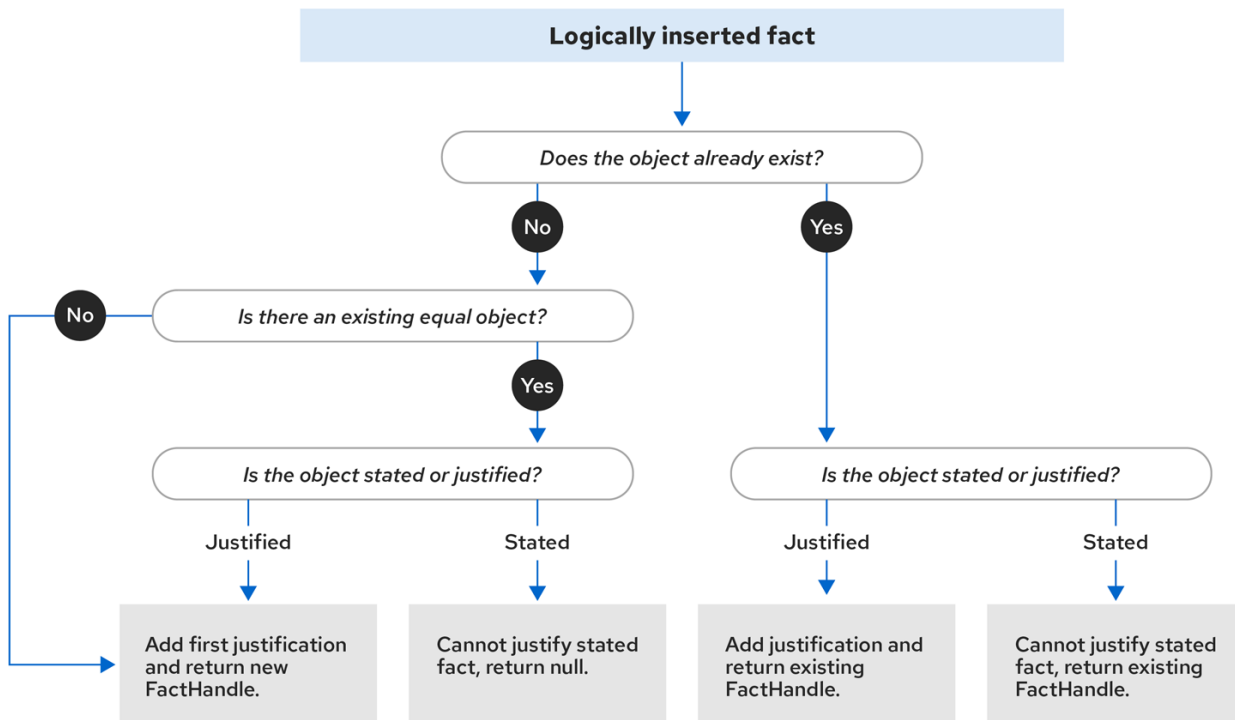 Logically inserted fact
Does the object already exist?
No
Yes
No
Is there an existing equal object?
Yes
Is the object stated or justified?
Is the object stated or justified?
Justified
Stated
Justified
Stated
Add first justification
and return new
FactHandle.
Cannot justify stated
fact, return null.
Add justification and
return existing
FactHandle.
Cannot justify stated
fact, return existing
FactHandle.